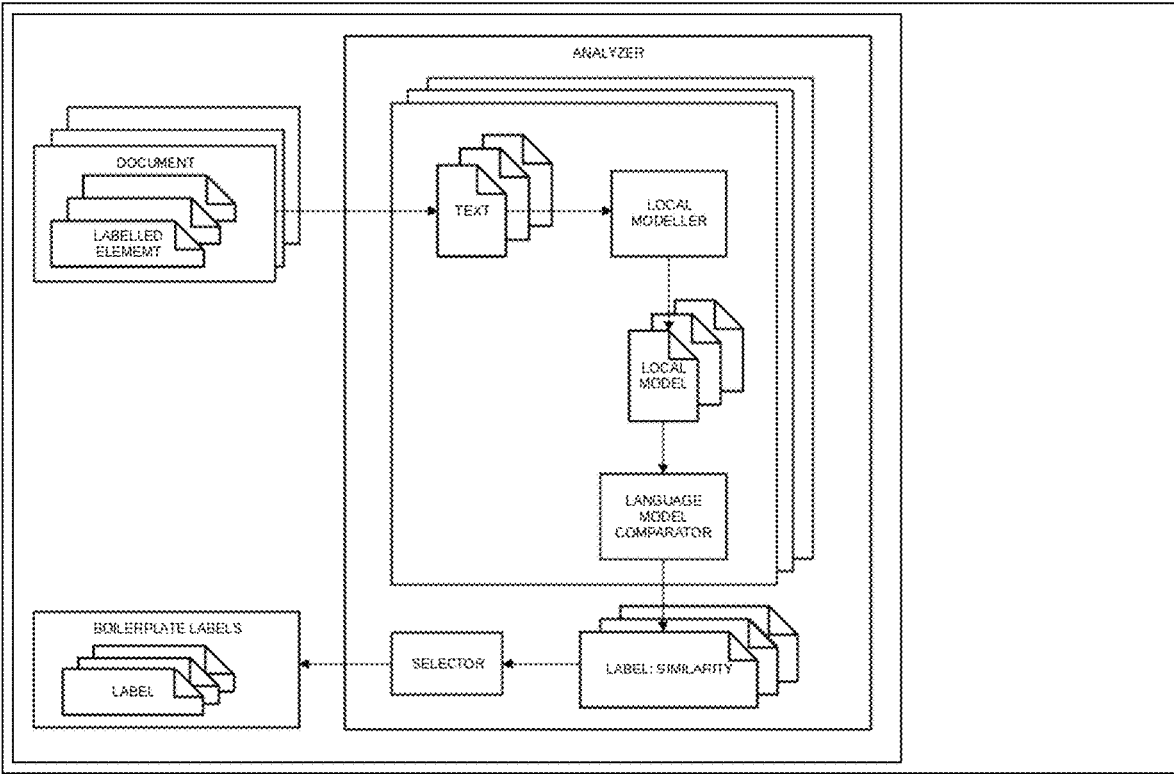 ANALYZER
DOCUMENT
LABELLED
ELEMEMT
TEXT
LOCAL
MODELLER
LOCAL
MODEL
LANGUAGE
MODEL
COMPARATOR
BOILERPLATE LABELS
LABEL
SELECTOR
LABEL: SIMILARITY